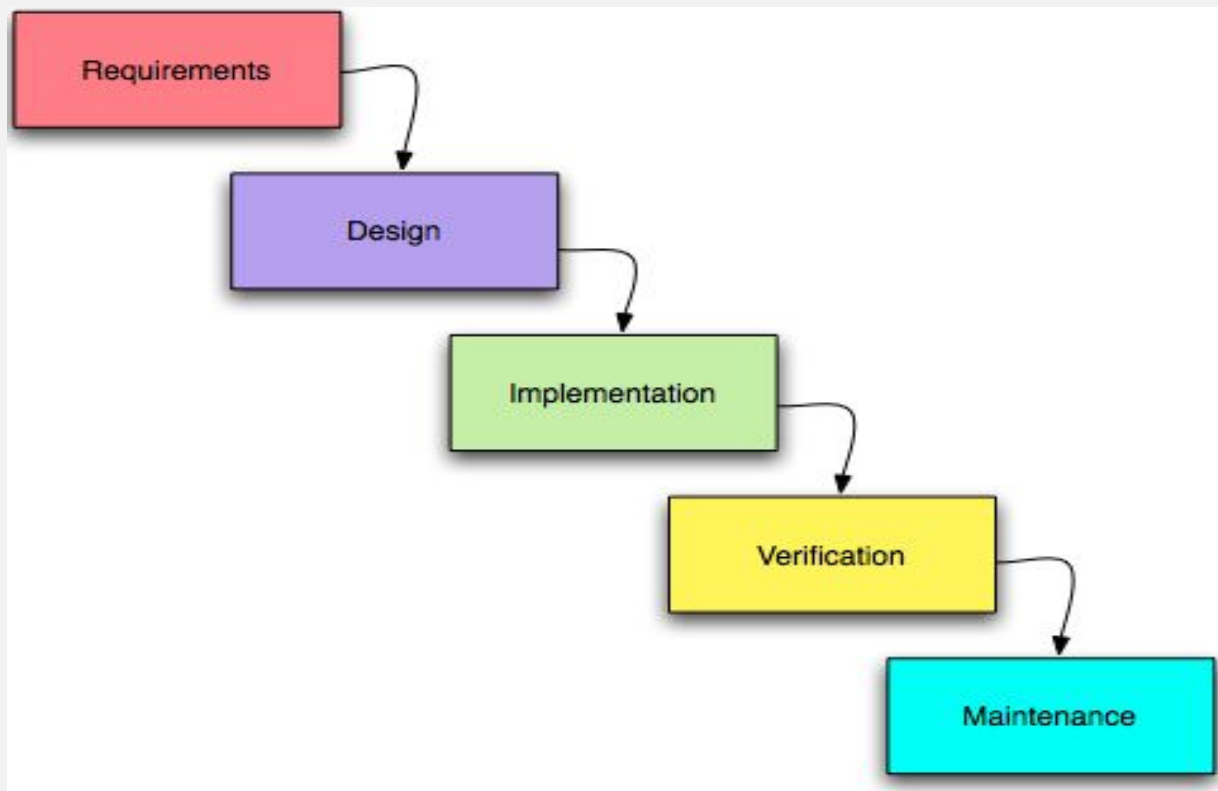 Requirements
Design
Implementation
Verification
Maintenance